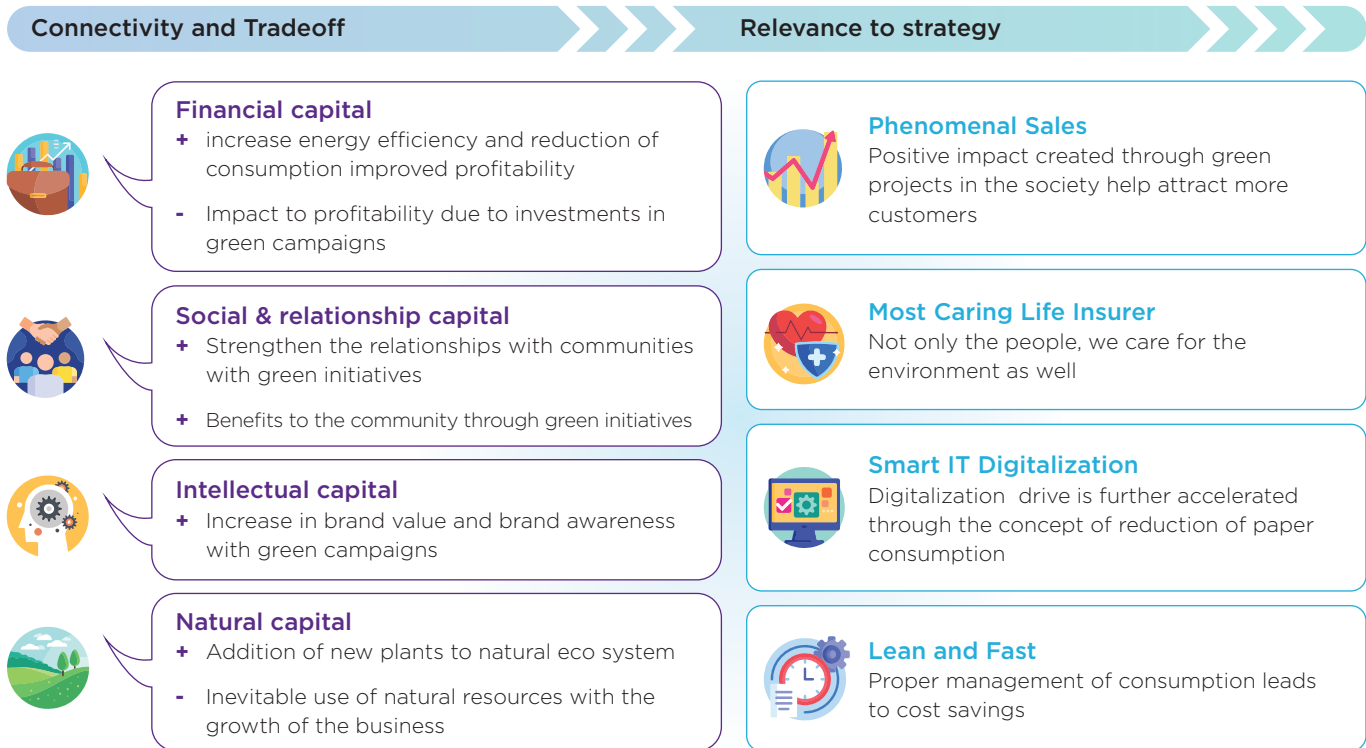 Connectivity and Tradeoff
Relevance to strategy
Financial capital
+ increase energy efficiency and reduction of
consumption improved profitability
- Impact to profitability due to investments in
green campaigns
Social & relationship capital
+ Strengthen the relationships with communities
with green initiatives
+ Benefits to the community through green initiatives
Intellectual capital
+ Increase in brand value and brand awareness
with green campaigns
Natural capital
+ Addition of new plants to natural eco system
- Inevitable use of natural resources with the
growth of the business
Phenomenal Sales
Positive impact created through green
projects in the society help attract more
customers
Most Caring Life Insurer
Not only the people, we care for the
environment as well
Smart IT Digitalization
Digitalization drive is further accelerated
through the concept of reduction of paper
consumption
Lean and Fast
Proper management of consumption leads
to cost savings